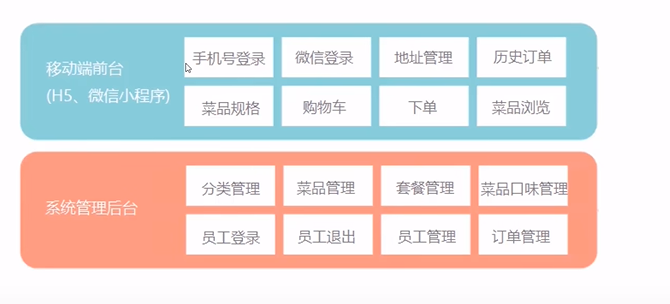 移动端前台
(H5、微信小程序)
手机号登录 微信登录 地址管理 历史订单
菜品规格 购物车 下单 菜品浏览
系统管理后台
分类管理 菜品管理 套餐管理 菜品口味管理
员工登录 员工退出 员工管理 订单管理